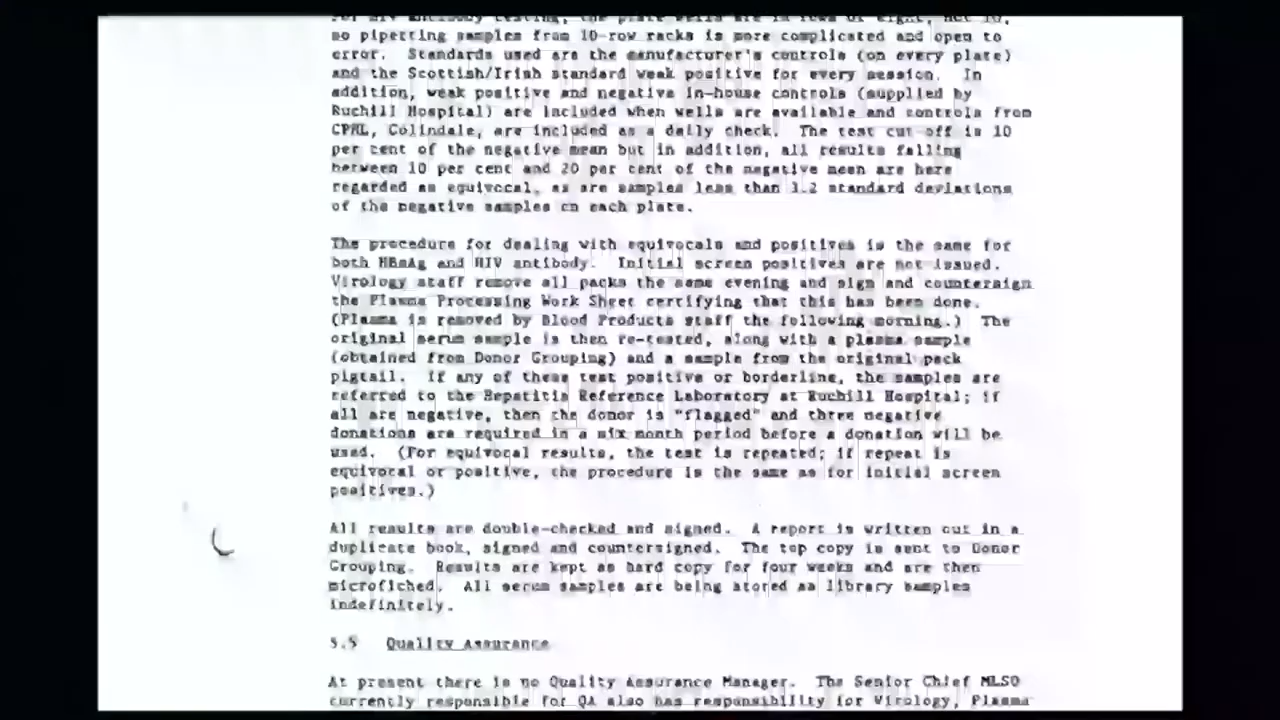 for HIV antibody testing, the plate wells are in rows of eight, not 10,
so pipetting samples from 10-row racks is more complicated and open to
error. Standards used are the manufacturer's controls (on every plate)
and the Scottish/Irish standard weak positive for every session. In
addition, weak positive and negative in-house controls (supplied by
Ruchill Hospital) are included when wells are available and controls from
CPHL, Colindale, are included as a daily check. The test cut off is 10
per cent of the negative mean but in addition, all results falling
between 10 per cent and 20 per cent of the negative mean are here
regarded as equivocal, as are samples less than 3.2 standard deviations
of the negative samples on each plate.
The procedure for dealing with equivocals and positives is the same for
both HBsAg and HIV antibody. Initial screen positives are not issued.
Virology staff remove all packs the same evening and sign and countersign
the Plasma Processing Work Sheet certifying that this has been done.
(Plasma is removed by Blood Products staff the following morning.) The
original serum sample is then re-tested, along with a plasma sample
(obtained from Donor Grouping) and a sample from the original pack
pigtail. If any of these test positive or borderline, the samples are
referred to the Hepatitis Reference Laboratory at Ruchill Hospital; if
all are negative, then the donor is "flagged" and three negative
donations are required in a six month period before a donation will be
used. (For equivocal results, the test is repeated; if repeat is
equivocal or positive, the procedure is the same as for initial screen
positives.)
All results are double-checked and signed. A report is written out in a
duplicate book, signed and countersigned. The top copy is sent to Donor
Grouping. Results are kept as hard copy for four weeks and are then
microfiched. All serum samples are being stored as library samples
indefinitely.
5.5 Quality Assurance
At present there is no Quality Assurance Manager. The Senior Chief MLSO
currently responsible for QA also has responsibility for Virology, Plasma